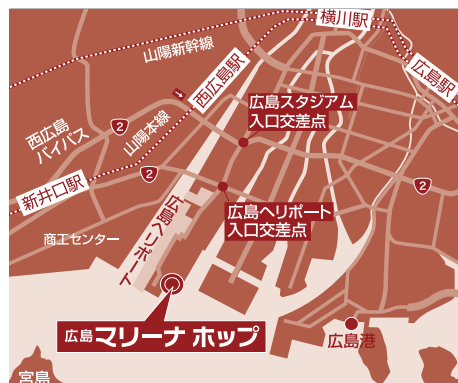 横川駅
山陽新幹線
西広島駅
広島駅
広島スタジアム
入口交差点
西広島
バイパス
2
山陽本線
2
新井口駅
2
広島ヘリポート
入口交差点
商工センター
広島ヘリポート
広島マリーナ ホップ
広島港
宮島